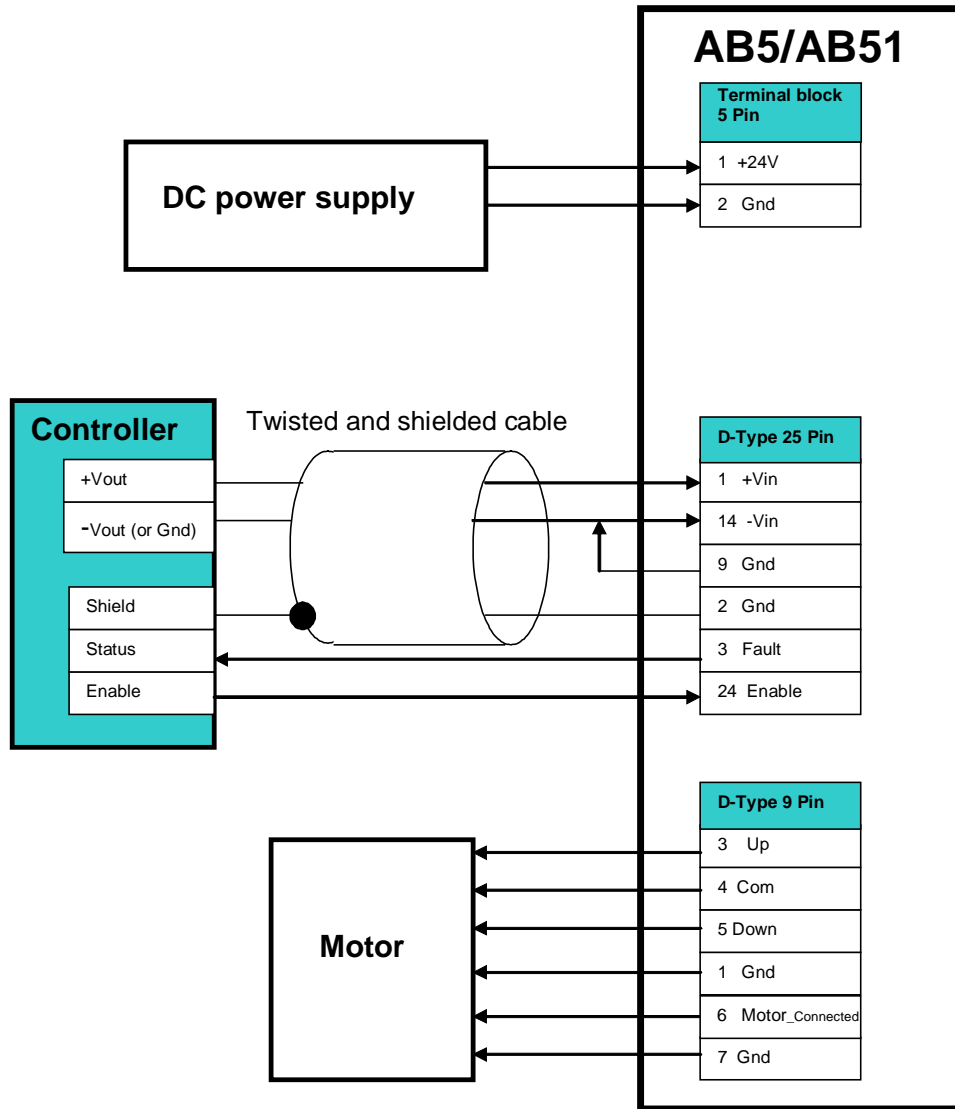 AB5/AB51
Terminal block
5 Pin
1 +24V
2 Gnd
DC power supply
Controller
Twisted and shielded cable
+Vout
-Vout (or Gnd)
Shield
Status
Enable
D-Type 25 Pin
1 +Vin
14 -Vin
9 Gnd
2 Gnd
3 Fault
24 Enable
D-Type 9 Pin
3 Up
4 Com
5 Down
1 Gnd
6 Motor_Connected
7 Gnd
Motor